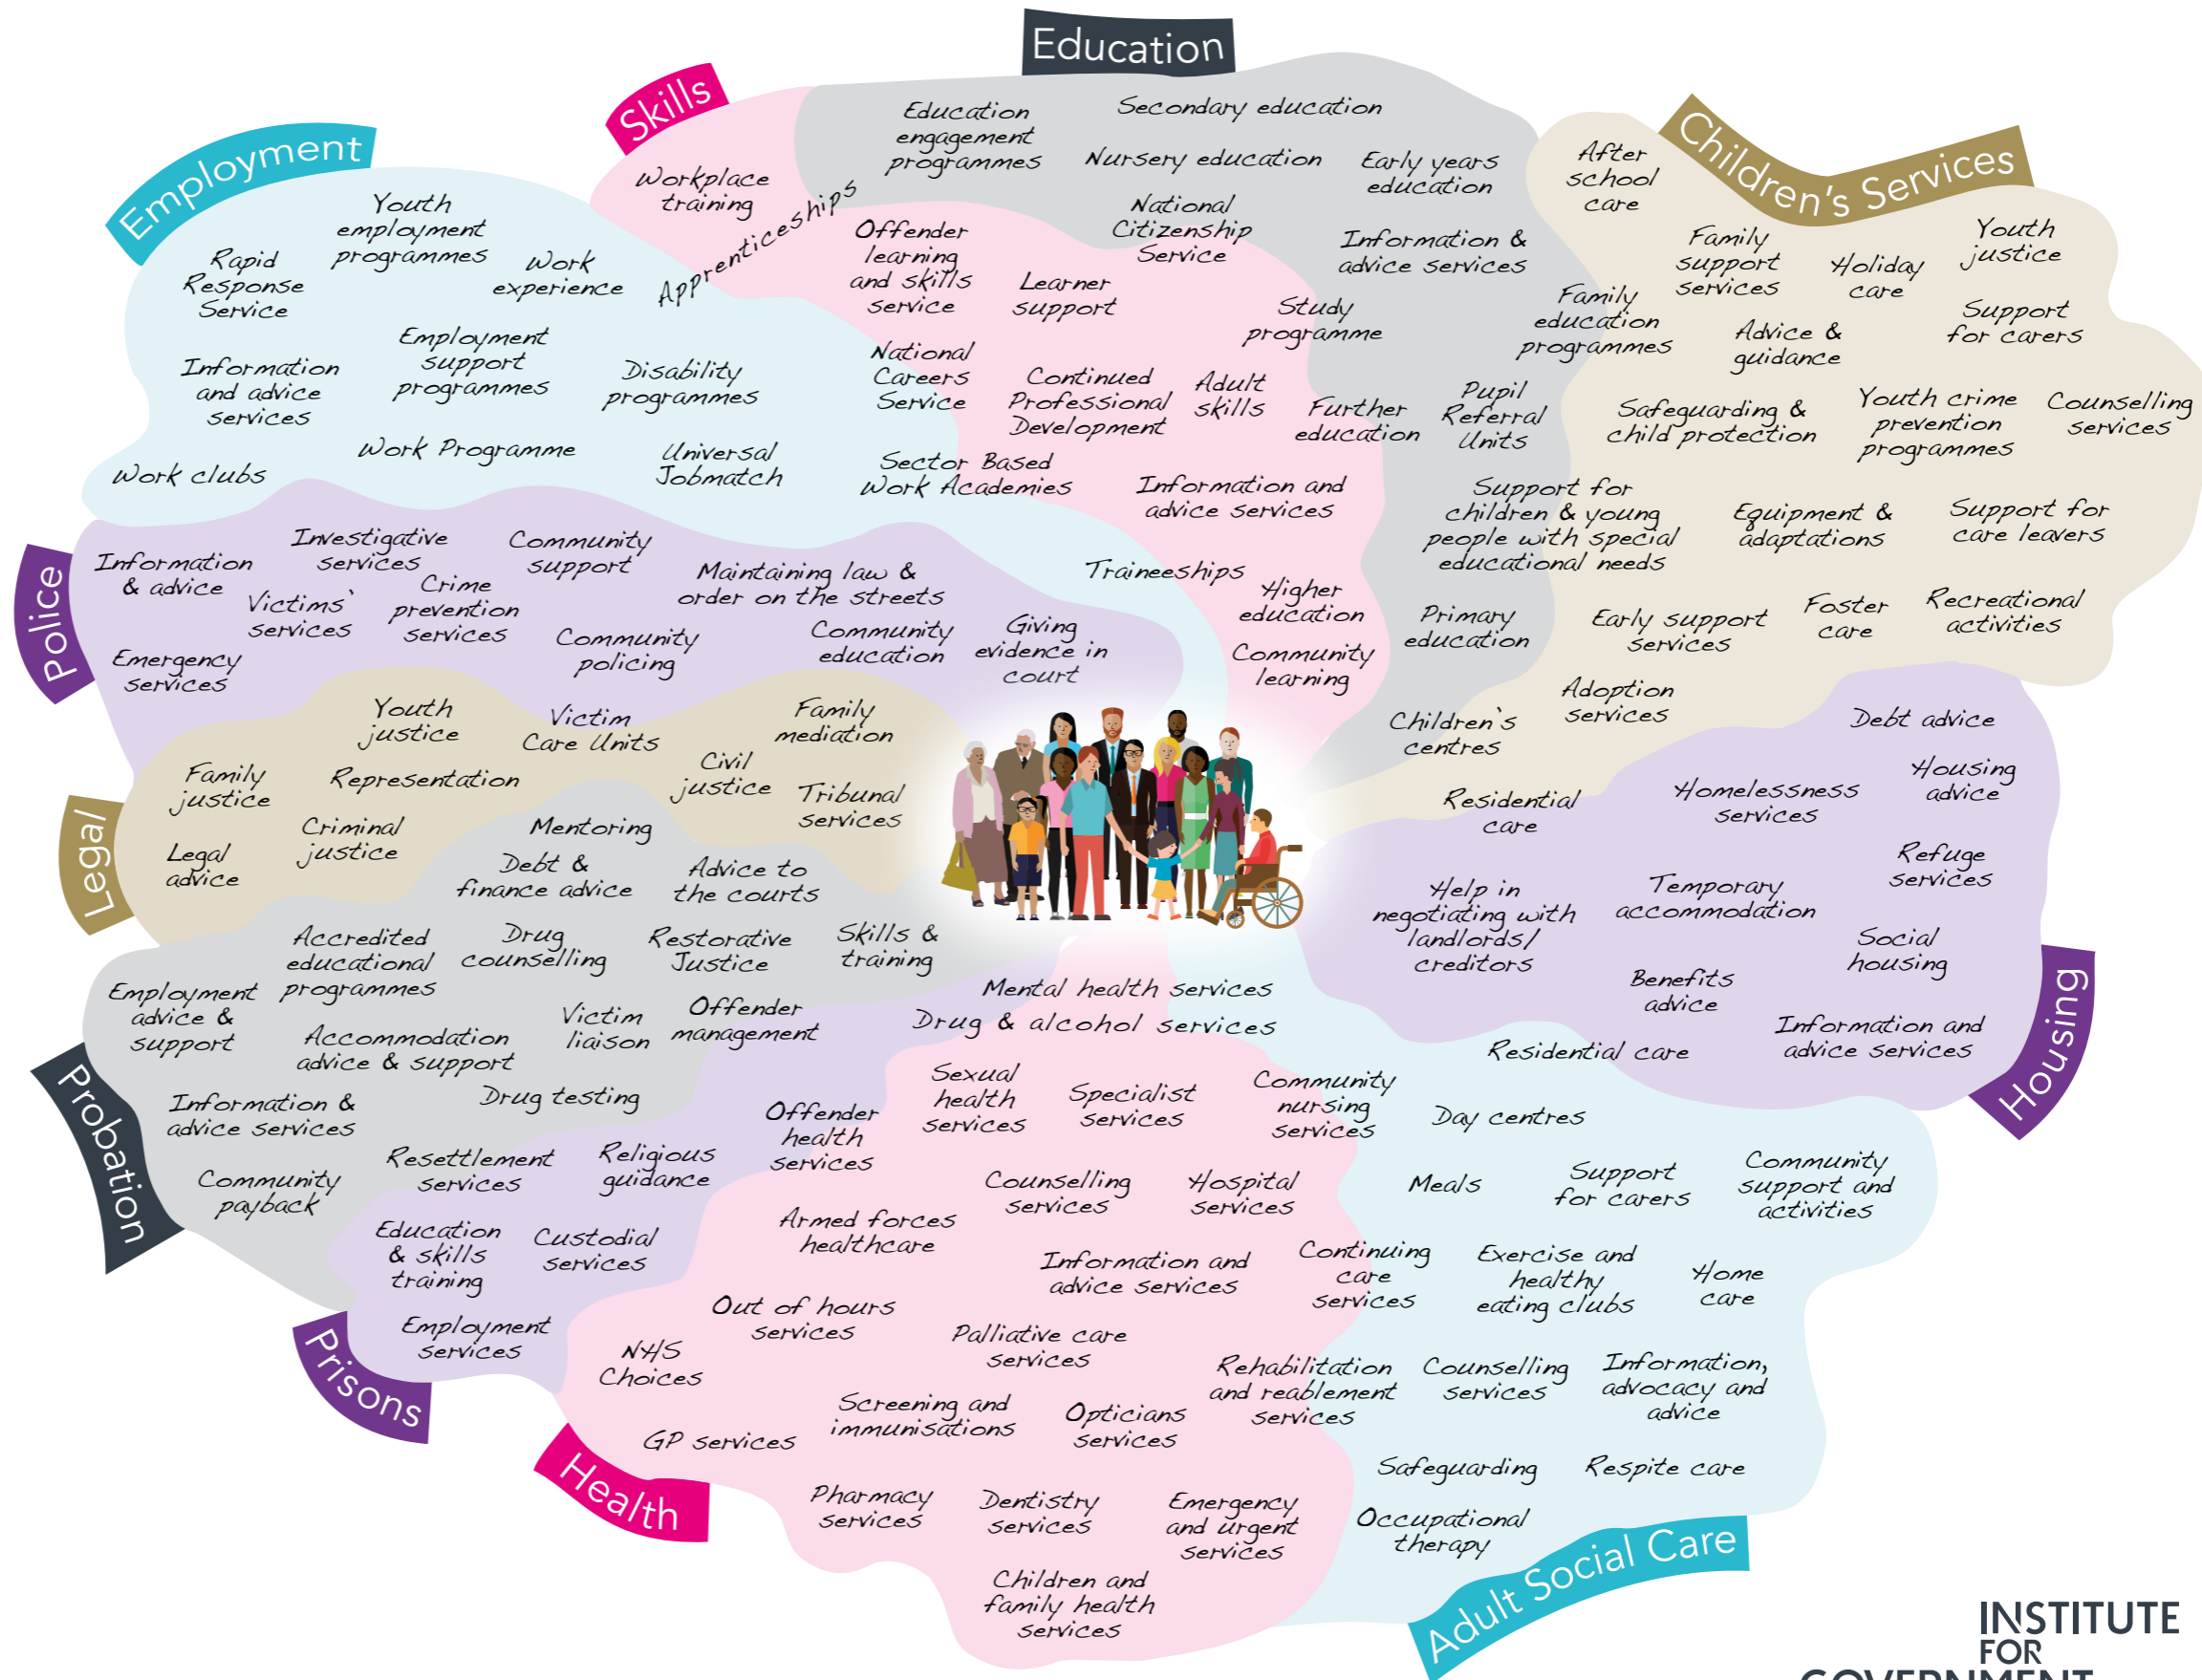 Education
Skills
Employment
Children's Services
Education
engagement
programmes
Secondary education
Nursery education
Early years
education
National
Citizenship
Service
Information &
advice services
Family
education
programmes
Pupil
Referral
Units
Support for
children & young
people with special
educational needs
Primary
education
Children's
centres
Workplace
training
Apprenticeships
Offender
learning
and skills
service
Learner
support
Study
programme
National
Careers
Service
Continued
Professional
Development
Adult
skills
Further
education
Sector Based
Work Academies
Information and
advice services
Traineeships
Higher
education
Community
learning
Youth
employment
programmes
Rapid
Response
Service
Work
experience
Employment
support
programmes
Information
and advice
services
Disability
programmes
Work Programme
Universal
Jobmatch
Work clubs
After
school
care
Family
support
services
Holiday
care
Youth
justice
Advice &
guidance
Support
for carers
Safeguarding &
child protection
Youth crime
prevention
programmes
Counselling
services
Equipment &
adaptations
Support for
care leavers
Early support
services
Foster
care
Recreational
activities
Adoption
services
Residential
care
Police
Information
& advice
Investigative
services
Community
support
Victims'
services
Crime
prevention
services
Maintaining law &
order on the streets
Community
policing
Community
education
Giving
evidence in
court
Emergency
services
Legal
Youth
justice
Victim
Care Units
Family
mediation
Family
justice
Representation
Civil
justice
Tribunal
services
Criminal
justice
Legal
advice
Probation
Mentoring
Debt &
finance advice
Advice to
the courts
Accredited
educational
programmes
Drug
counselling
Restorative
Justice
Skills &
training
Employment
advice &
support
Accommodation
advice & support
Victim
liaison
Offender
management
Drug testing
Information &
advice services
Community
payback
Resettlement
services
Prisons
Religious
guidance
Offender
health
services
Education
& skills
training
Custodial
services
Employment
services
Health
Mental health services
Drug & alcohol services
Sexual
health
services
Specialist
services
Community
nursing
services
Counselling
services
Hospital
services
Armed forces
healthcare
Information and
advice services
Continuing
care
services
Out of hours
services
Palliative care
services
NHS
Choices
Rehabilitation
and reablement
services
Screening and
immunisations
Opticians
services
GP services
Pharmacy
services
Dentistry
services
Emergency
and urgent
services
Children and
family health
services
Housing
Debt advice
Housing
advice
Homelessness
services
Refuge
services
Help in
negotiating with
landlords/
creditors
Temporary
accommodation
Social
housing
Benefits
advice
Information and
advice services
Adult Social Care
Residential care
Day centres
Meals
Support
for carers
Community
support and
activities
Exercise and
healthy
eating clubs
Home
care
Counselling
services
Information,
advocacy and
advice
Safeguarding
Respite care
Occupational
therapy
INSTITUTE
FOR
GOVERNMENT